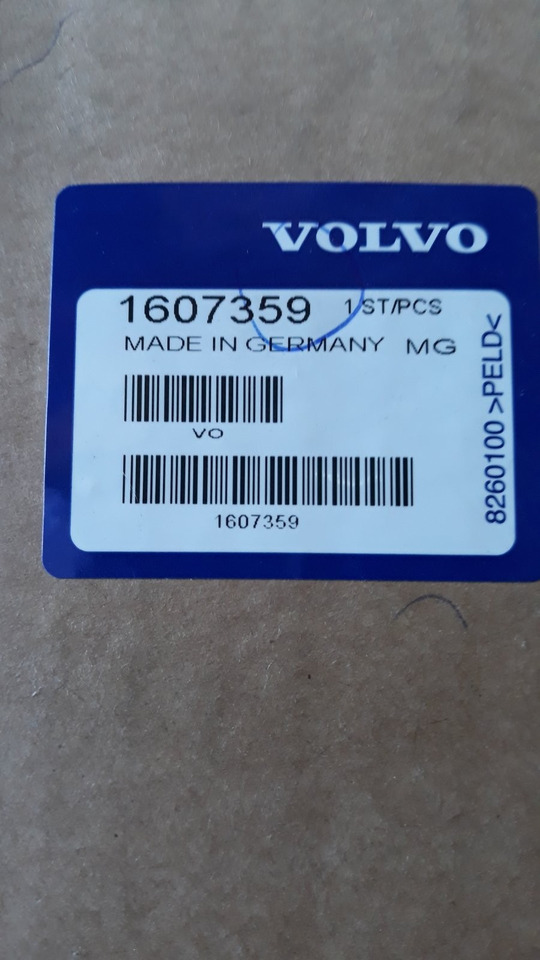 VOLVO
1607359 1 ST/PCS
MADE IN GERMANY MG
VO
1607359
8260100 >PELD<